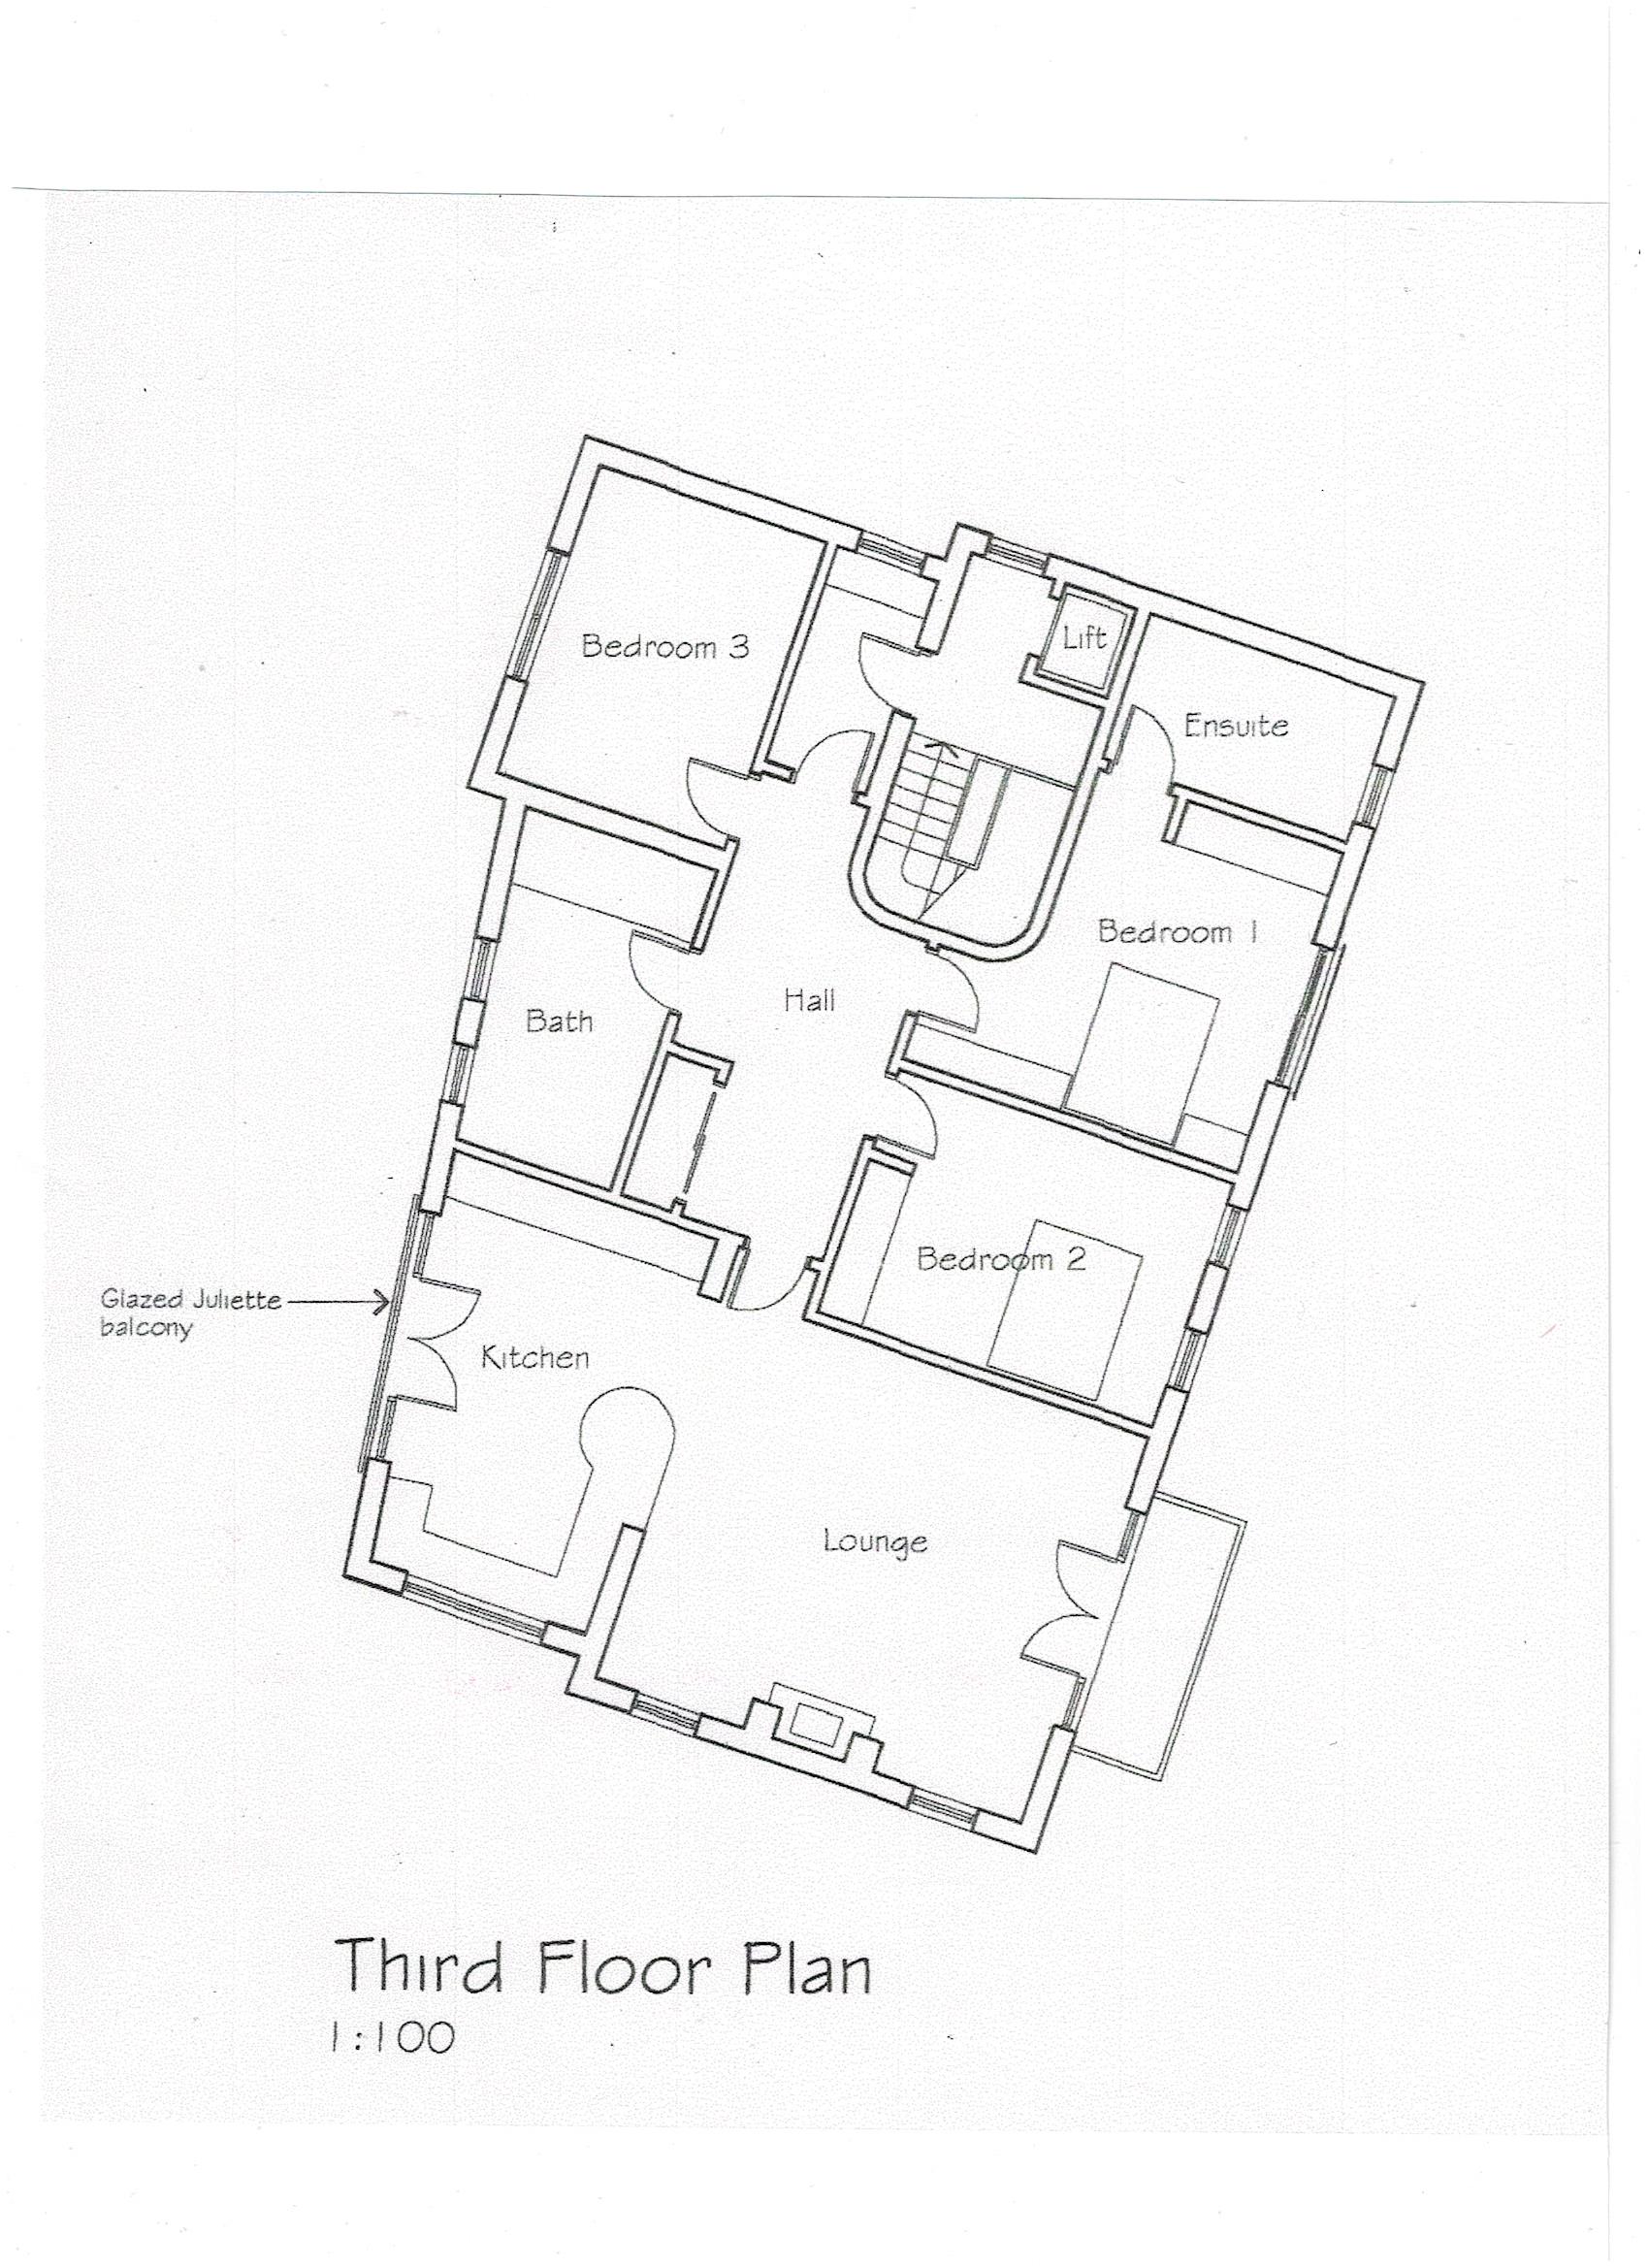 Bedroom 3
Lift
Ensuite
Bedroom 1
Hall
Bath
Bedroom 2
Glazed Juliette
balcony
Kitchen
Lounge
Third Floor Plan
1:100